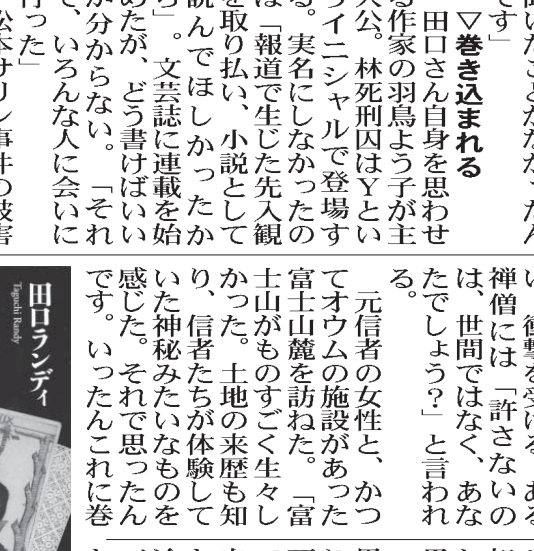 いたことがなかったん
です」
▽巻き込まれる
田口さん自身を思わせ
る作家の羽鳥よう子が主
人公。林死刑囚はYとい
うイニシャルで登場す
る。実名にしなかったの
は「報道で生じた先入観
を取り払い、小説として
読んでほしかったか
ら」。文芸誌に連載を始
めたが、どう書けばいい
か分からない。「それ
で、いろんな人に会いに
行った」
松本サリン事件の被害
衝撃を受ける。ある
禅僧には「許さないの
は、世間ではなく、あな
たでしょう？」と言われ
る。
元信者の女性と、かつ
てオウムの施設があった
富士山麓を訪ねた。「富
士山がものすごく生々し
かった。土地の来歴も知
り、信者たちが体験して
いた神秘みたいなものを
感じた。それで思ったん
です。いったんこれに巻
田口ランディ
Taguchi Randy